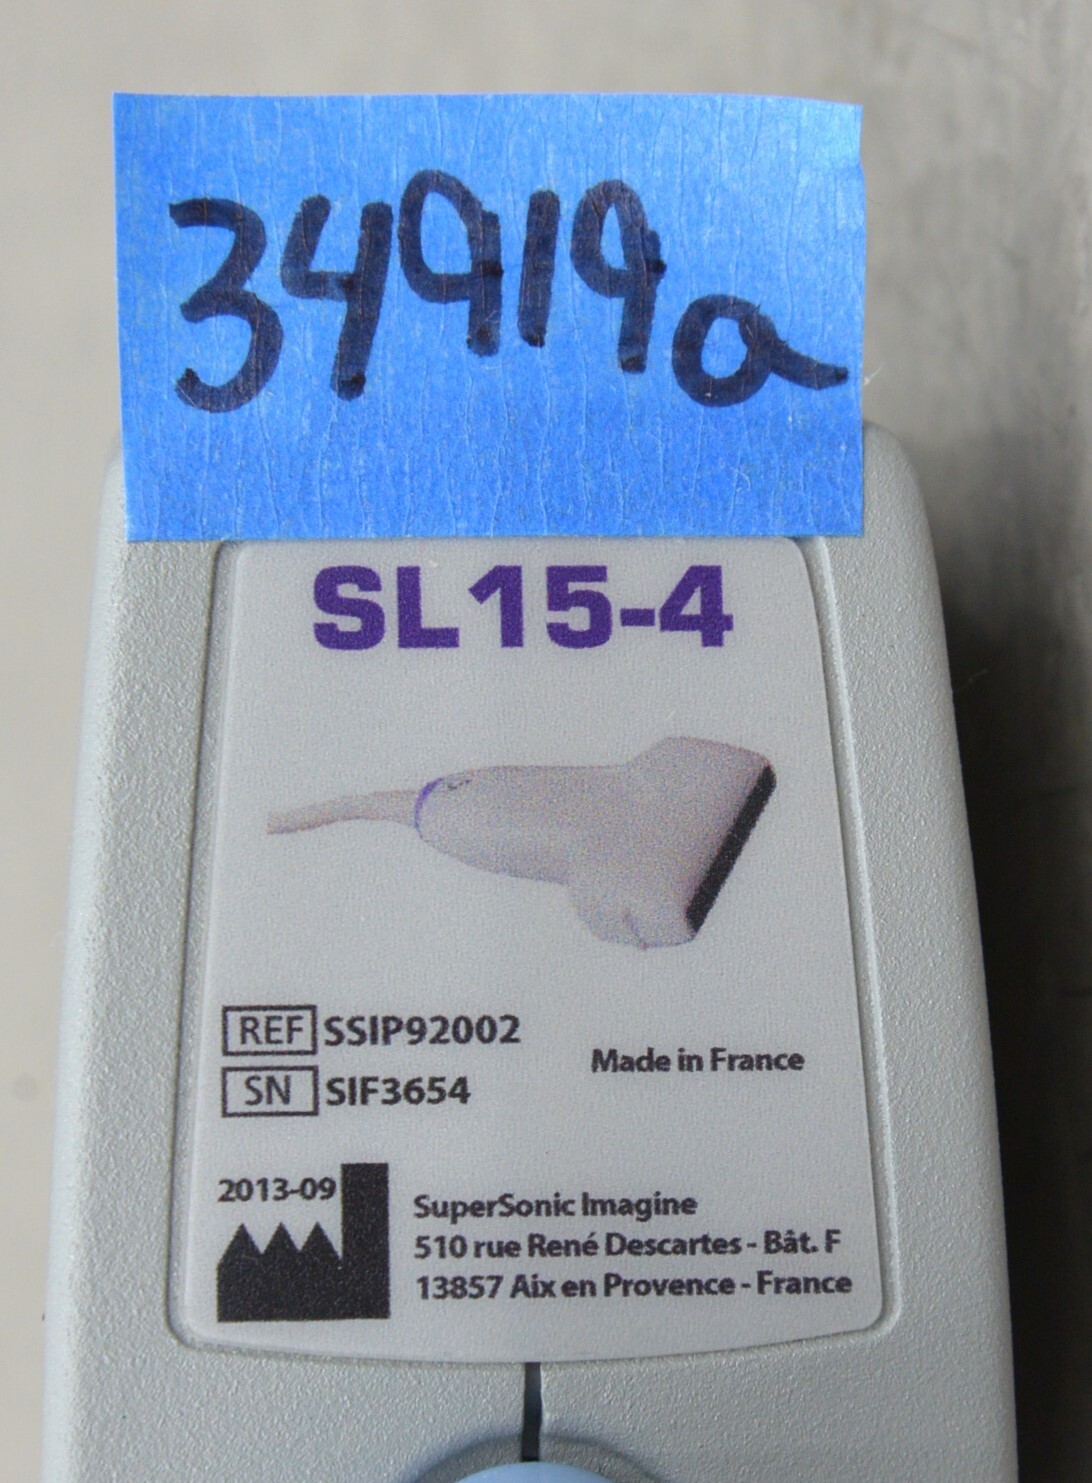 34919a
SL15-4
REF SSIP92002
SN SIF3654
Made in France
2013-09
SuperSonic Imagine
510 rue René Descartes - Bât. F
13857 Aix en Provence - France